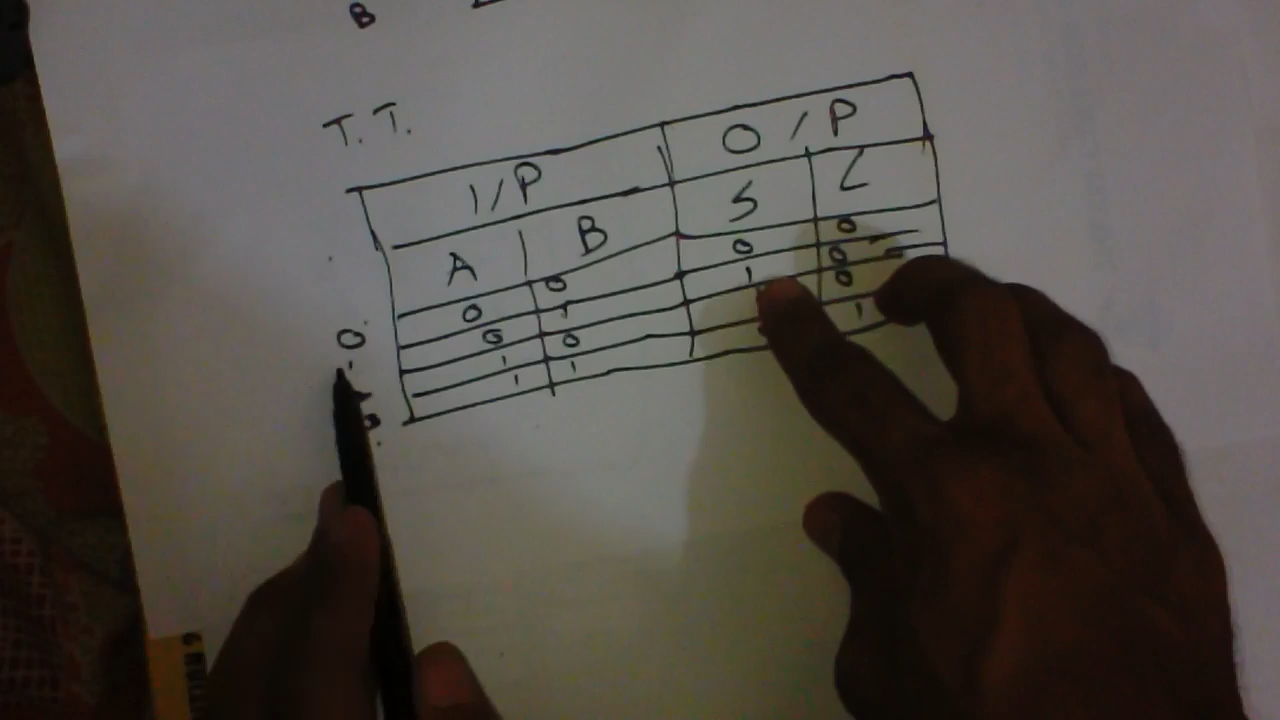 B
T.T.
I/P O/P
A B S C
0 0 0 0
0 1 1 0
1 0 0
1 1 1
0